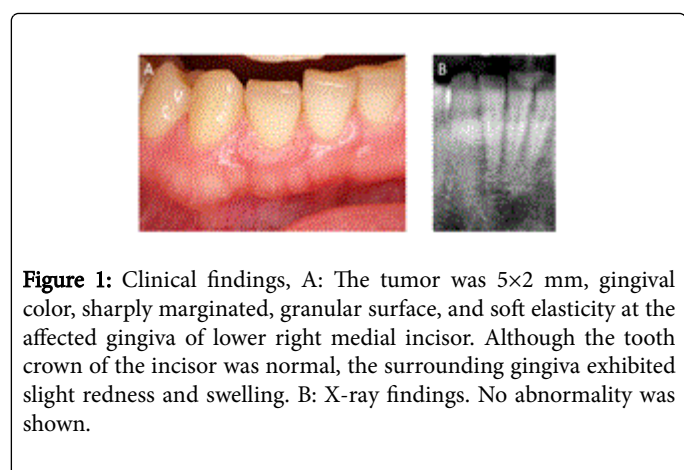 A
B
Figure 1: Clinical findings, A: The tumor was 5×2 mm, gingival
color, sharply marginated, granular surface, and soft elasticity at the
affected gingiva of lower right medial incisor. Although the tooth
crown of the incisor was normal, the surrounding gingiva exhibited
slight redness and swelling. B: X-ray findings. No abnormality was
shown.